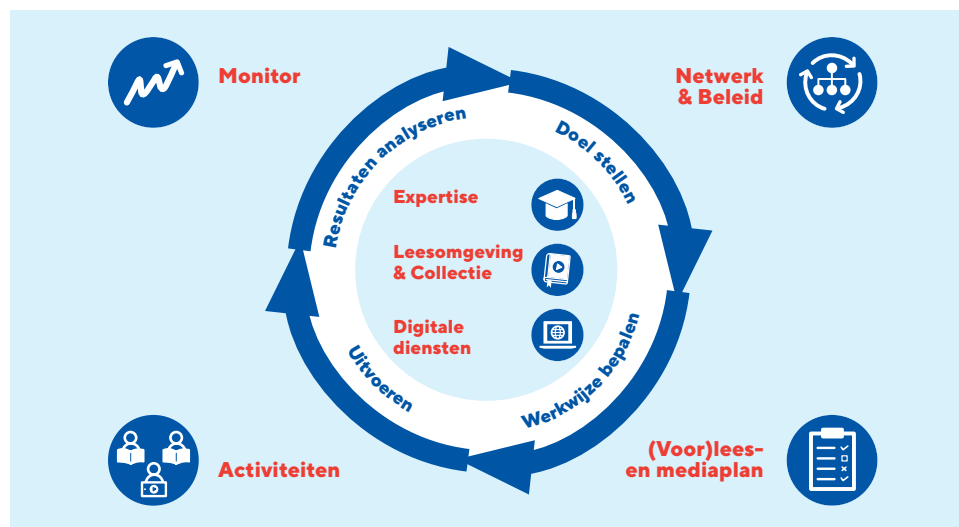 Monitor
Netwerk
& Beleid
Resultaten analyseren
Doel stellen
Expertise
Leesomgeving
& Collectie
Digitale
diensten
Uitvoeren
Werkwijze bepalen
Activiteiten
(Voor)lees-
en mediaplan